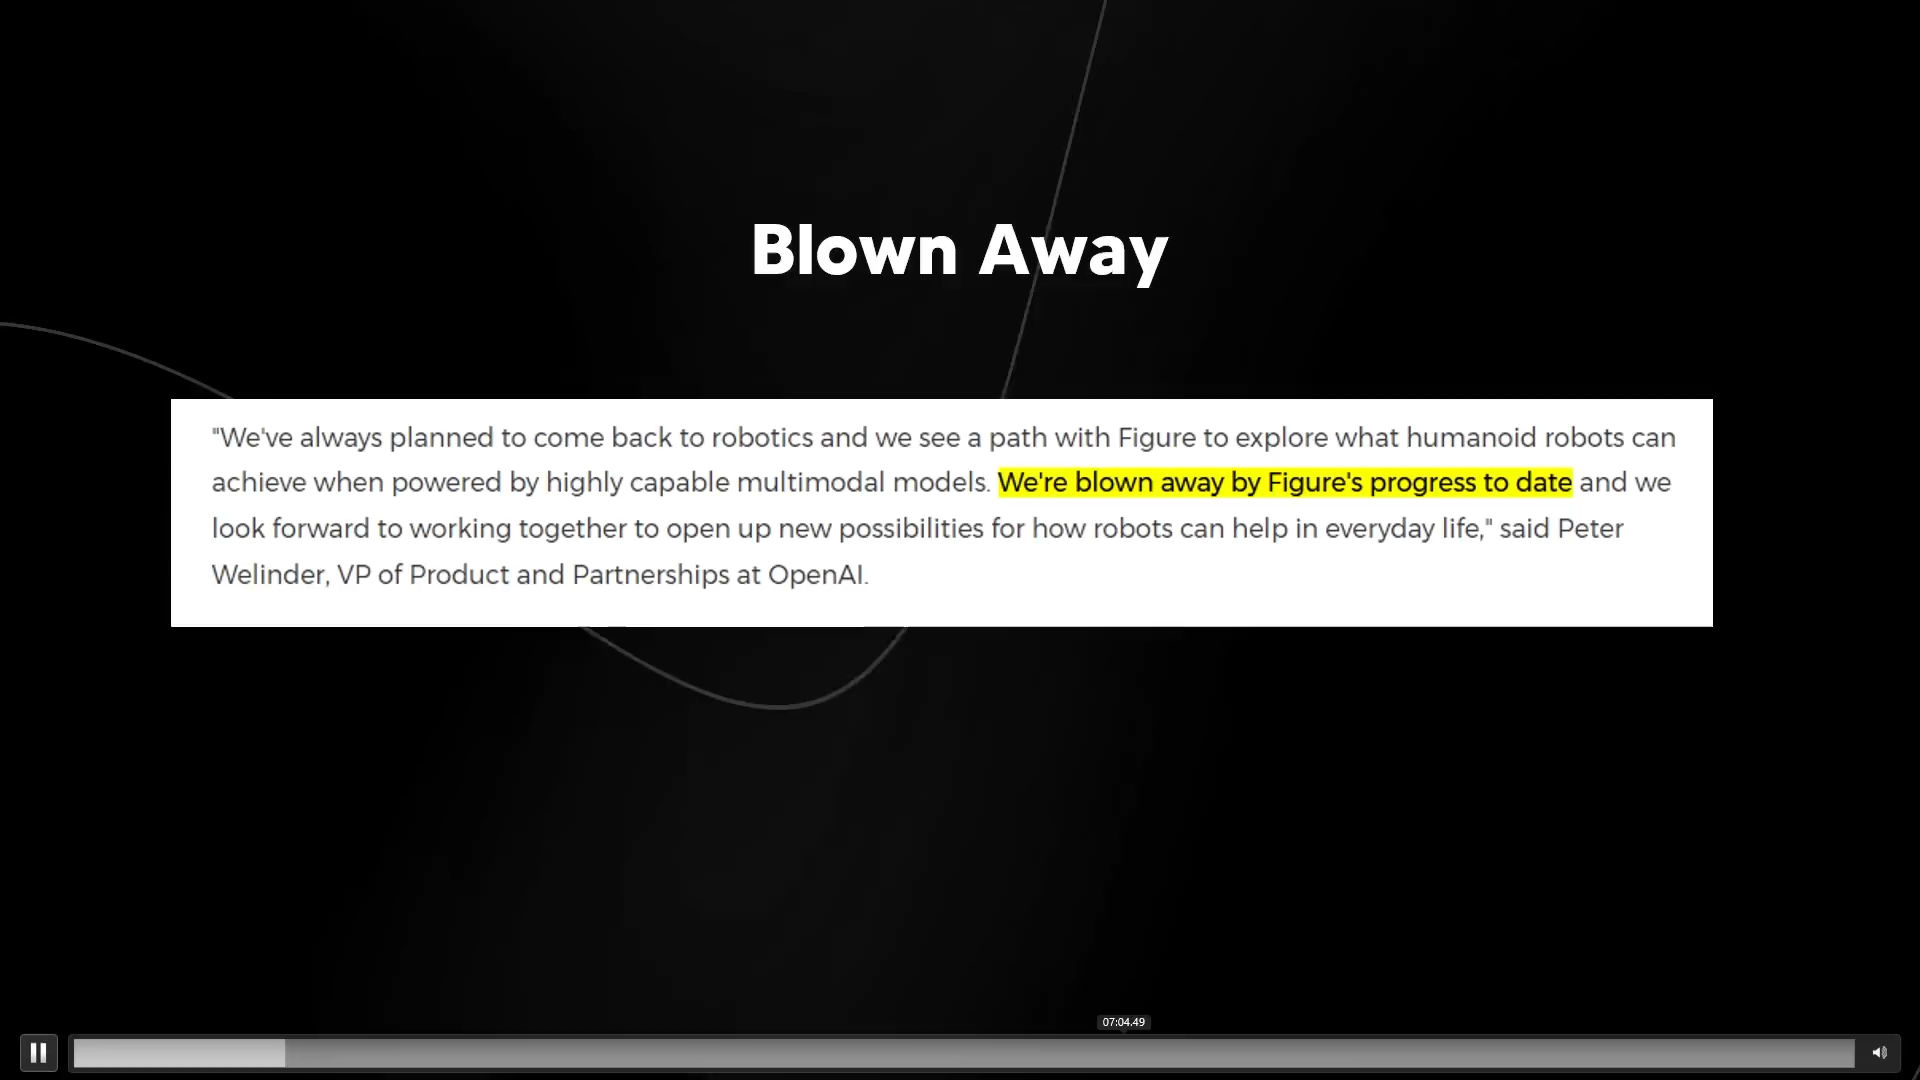 Blown Away
"We've always planned to come back to robotics and we see a path with Figure to explore what humanoid robots can
achieve when powered by highly capable multimodal models. We're blown away by Figure's progress to date and we
look forward to working together to open up new possibilities for how robots can help in everyday life," said Peter
Welinder, VP of Product and Partnerships at OpenAI.
07:04.49